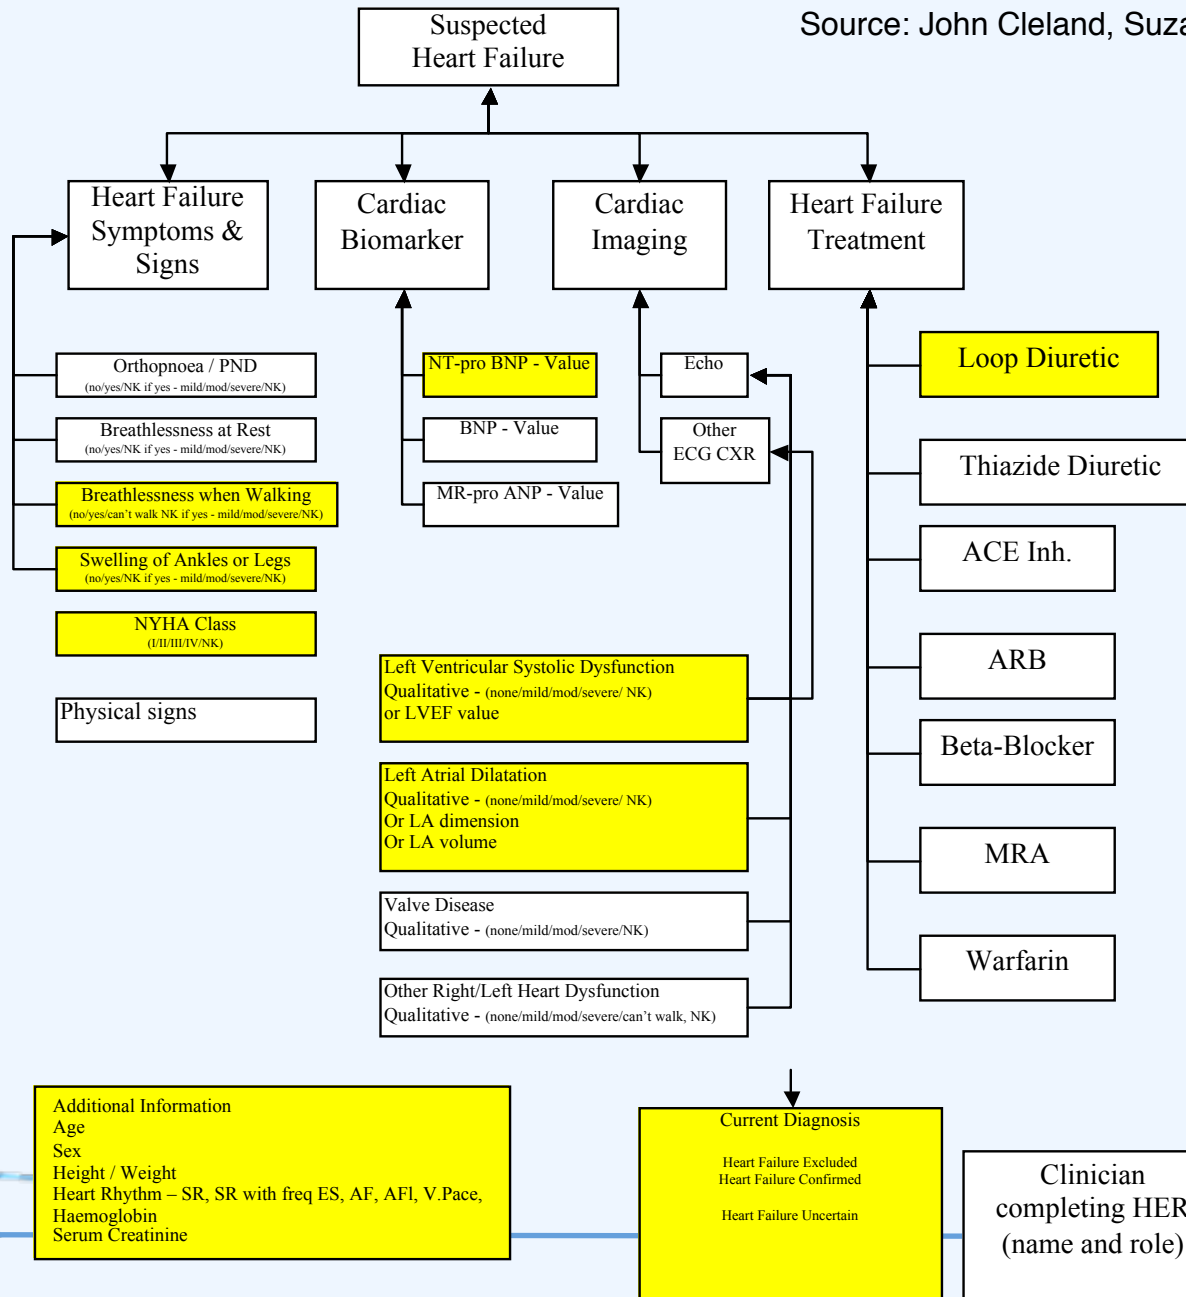 Source: John Cleland, Suza
Suspected
Heart Failure
Heart Failure
Symptoms &
Signs
Cardiac
Biomarker
Cardiac
Imaging
Heart Failure
Treatment
Orthopnoea / PND
(no/yes/NK if yes - mild/mod/severe/NK)
Breathlessness at Rest
(no/yes/NK if yes - mild/mod/severe/NK)
Breathlessness when Walking
(no/yes/can't walk NK if yes - mild/mod/severe/NK)
Swelling of Ankles or Legs
(no/yes/NK if yes - mild/mod/severe/NK)
NYHA Class
(I/II/III/IV/NK)
Physical signs
NT-pro BNP - Value
BNP - Value
MR-pro ANP - Value
Echo
Other
ECG CXR
Left Ventricular Systolic Dysfunction
Qualitative - (none/mild/mod/severe/ NK)
or LVEF value
Left Atrial Dilatation
Qualitative - (none/mild/mod/severe/ NK)
Or LA dimension
Or LA volume
Valve Disease
Qualitative - (none/mild/mod/severe/NK)
Other Right/Left Heart Dysfunction
Qualitative - (none/mild/mod/severe/can't walk, NK)
Loop Diuretic
Thiazide Diuretic
ACE Inh.
ARB
Beta-Blocker
MRA
Warfarin
Additional Information
Age
Sex
Height / Weight
Heart Rhythm – SR, SR with freq ES, AF, AFl, V.Pace,
Haemoglobin
Serum Creatinine
Current Diagnosis
Heart Failure Excluded
Heart Failure Confirmed
Heart Failure Uncertain
Clinician
completing HER
(name and role)